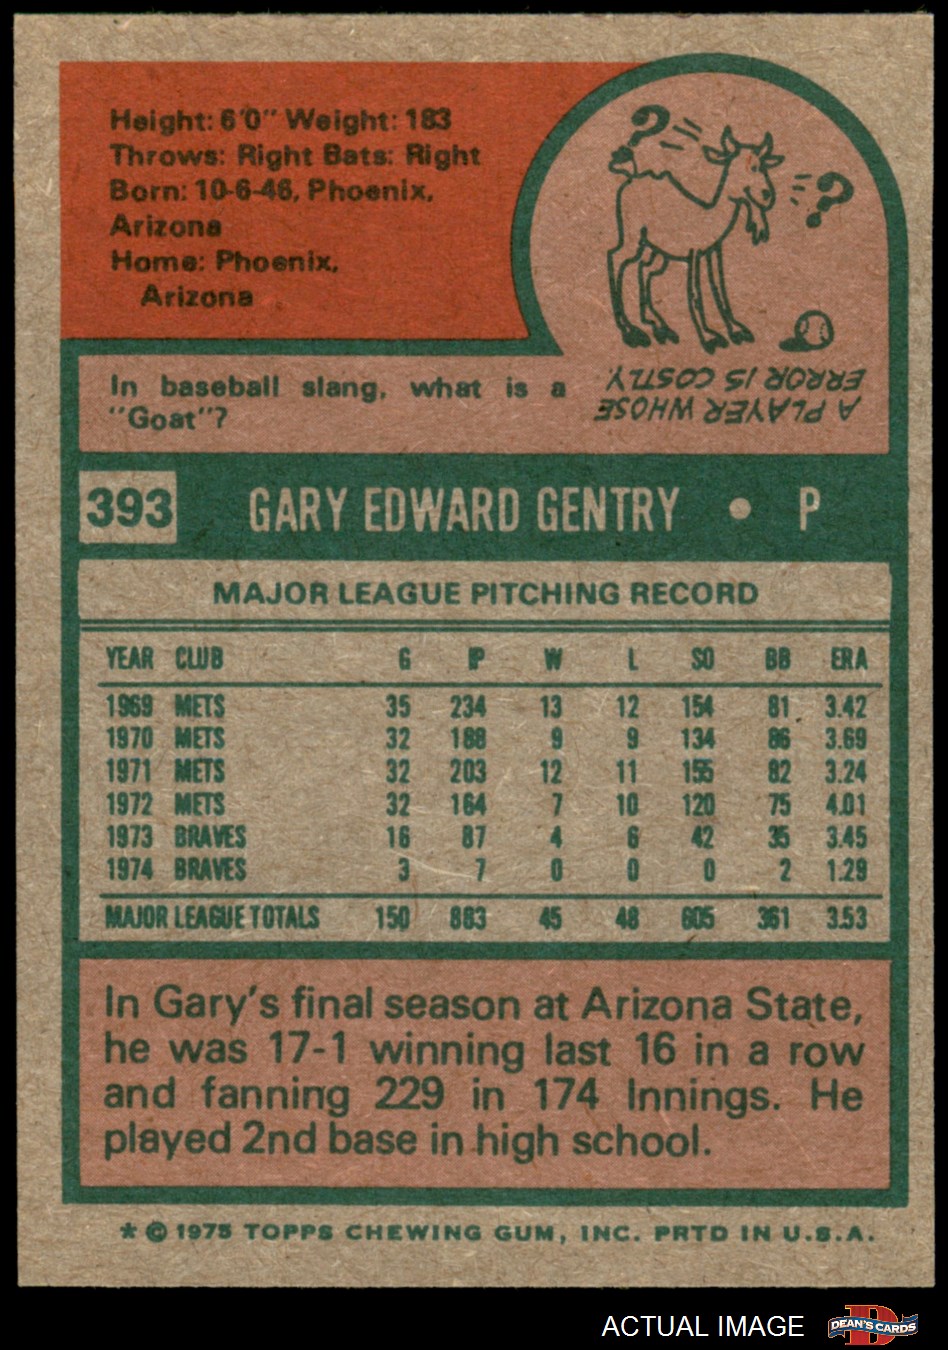 Height: 6'0" Weight: 183
Throws: Right Bats: Right
Born: 10-6-46, Phoenix,
Arizona
Home: Phoenix,
Arizona
? ?
In baseball slang, what is a
"Goat"?
A PLAYER WHOSE
ERROR IS COSTLY.
393 GARY EDWARD GENTRY • P
MAJOR LEAGUE PITCHING RECORD
YEAR CLUB G IP W L SO BB ERA
1969 METS 35 234 13 12 154 81 3.42
1970 METS 32 188 9 9 134 86 3.69
1971 METS 32 203 12 11 155 82 3.24
1972 METS 32 164 7 10 120 75 4.01
1973 BRAVES 16 87 4 6 42 35 3.45
1974 BRAVES 3 7 0 0 0 2 1.29
MAJOR LEAGUE TOTALS 150 883 45 48 605 361 3.53
In Gary's final season at Arizona State,
he was 17-1 winning last 16 in a row
and fanning 229 in 174 Innings. He
played 2nd base in high school.
* © 1975 TOPPS CHEWING GUM, INC. PRTD IN U.S.A.
ACTUAL IMAGE
D
DEAN'S CARDS